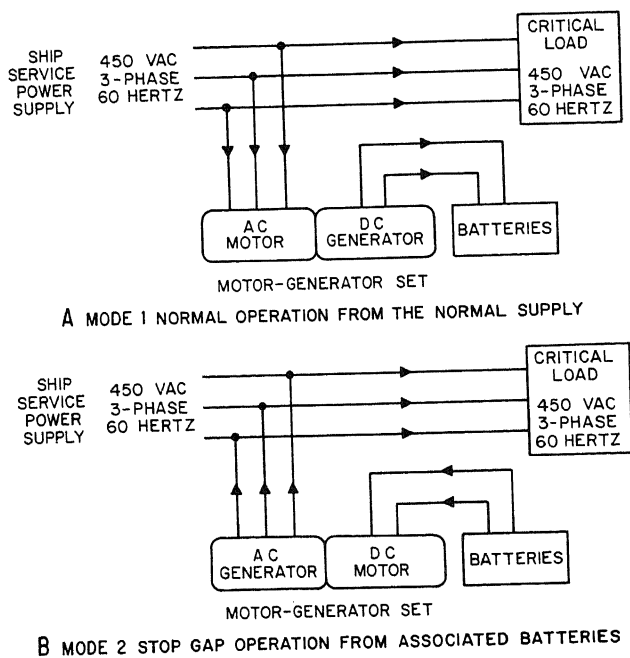 SHIP
SERVICE
POWER
SUPPLY
450 VAC
3-PHASE
60 HERTZ
CRITICAL
LOAD
450 VAC
3-PHASE
60 HERTZ
AC
MOTOR
DC
GENERATOR
BATTERIES
MOTOR-GENERATOR SET
A MODE 1 NORMAL OPERATION FROM THE NORMAL SUPPLY
SHIP
SERVICE
POWER
SUPPLY
450 VAC
3-PHASE
60 HERTZ
CRITICAL
LOAD
450 VAC
3-PHASE
60 HERTZ
AC
GENERATOR
DC
MOTOR
BATTERIES
MOTOR-GENERATOR SET
B MODE 2 STOP GAP OPERATION FROM ASSOCIATED BATTERIES